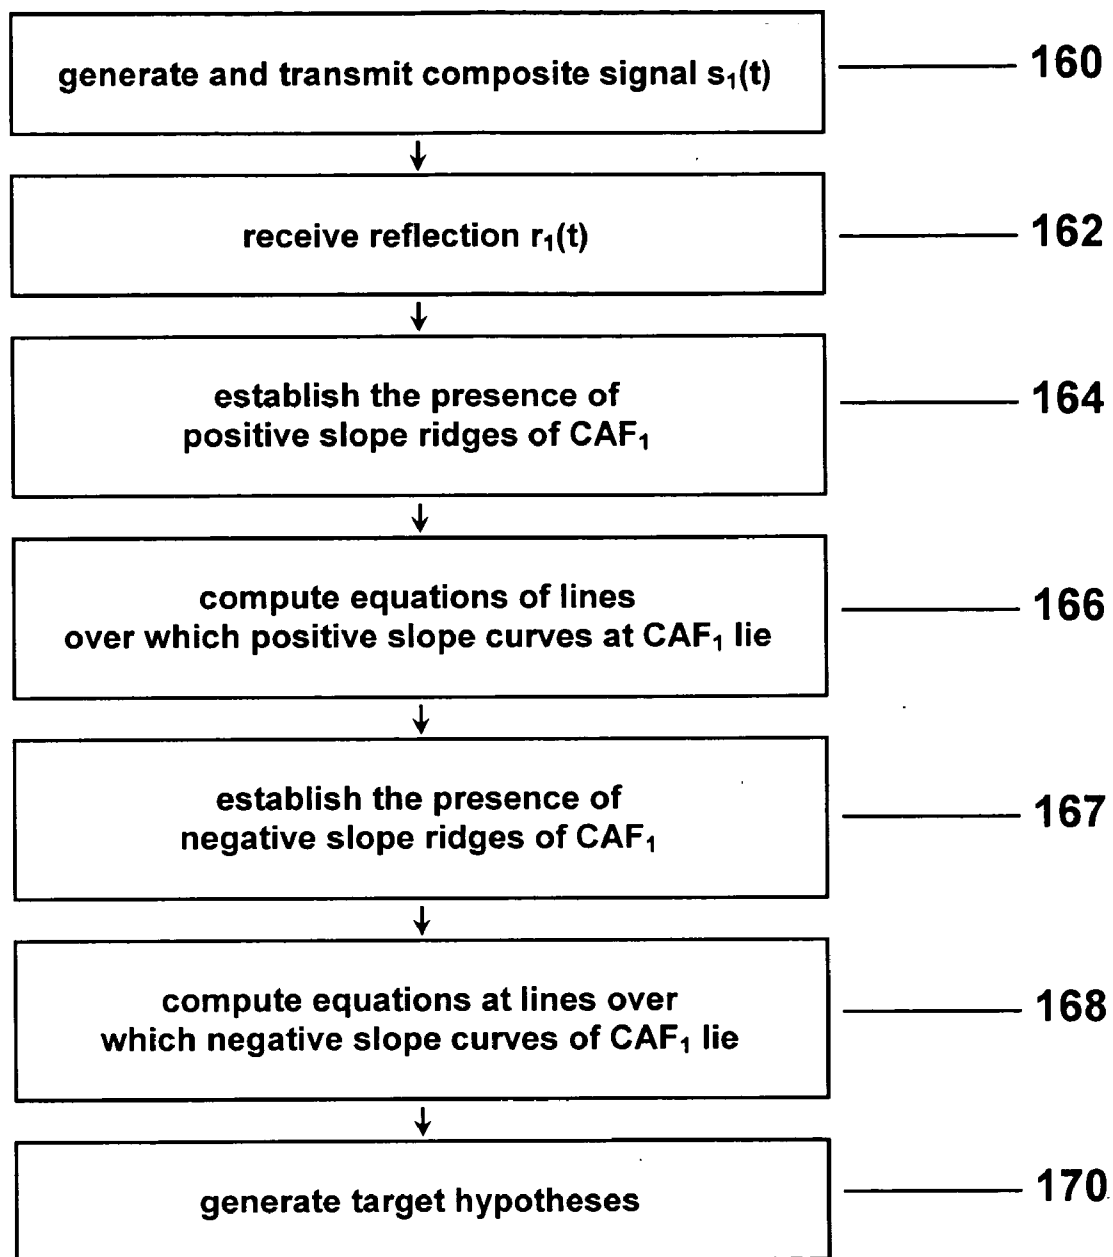 generate and transmit composite signal s₁(t)
160
receive reflection r₁(t)
162
establish the presence of
positive slope ridges of CAF₁
164
compute equations of lines
over which positive slope curves at CAF₁ lie
166
establish the presence of
negative slope ridges of CAF₁
167
compute equations at lines over
which negative slope curves of CAF₁ lie
168
generate target hypotheses
170